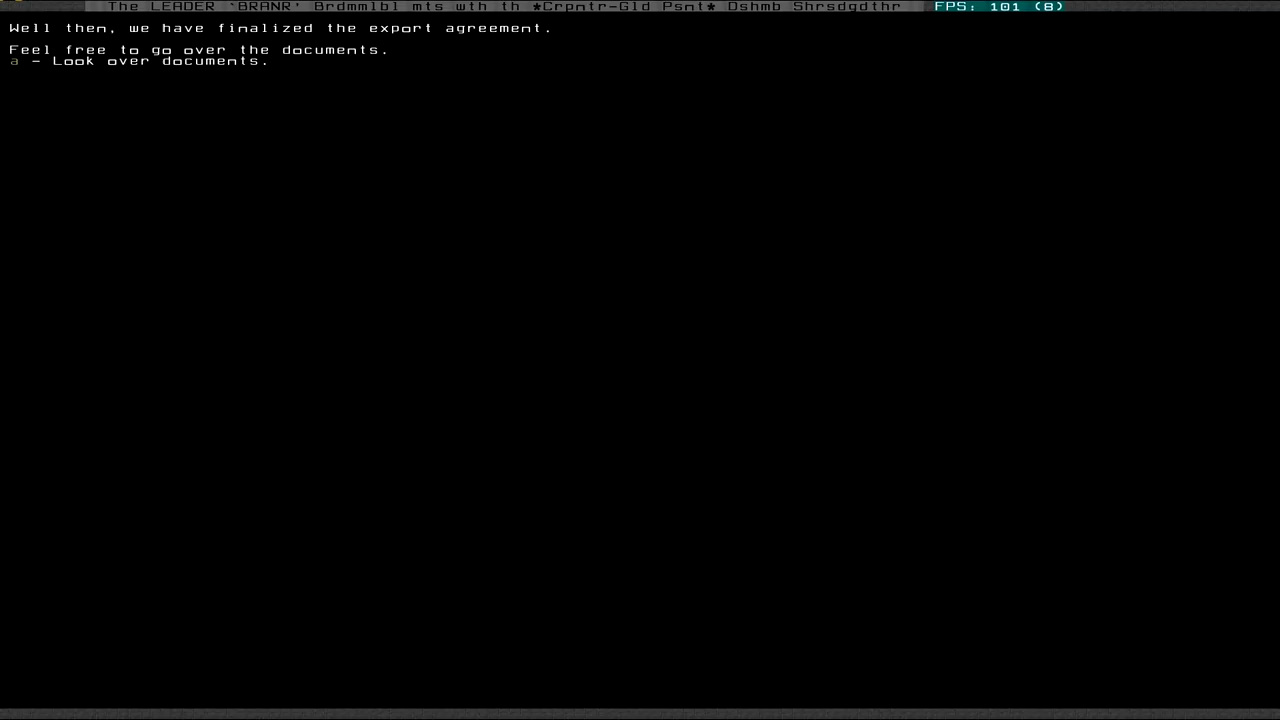 The LEADER `BRANR' Brdmmlbl mts wth th *Crpntr-Gld Psnt* Dshmb Shrsdgdthr FPS: 101 (8)
Well then, we have finalized the export agreement.
Feel free to go over the documents.
a - Look over documents.